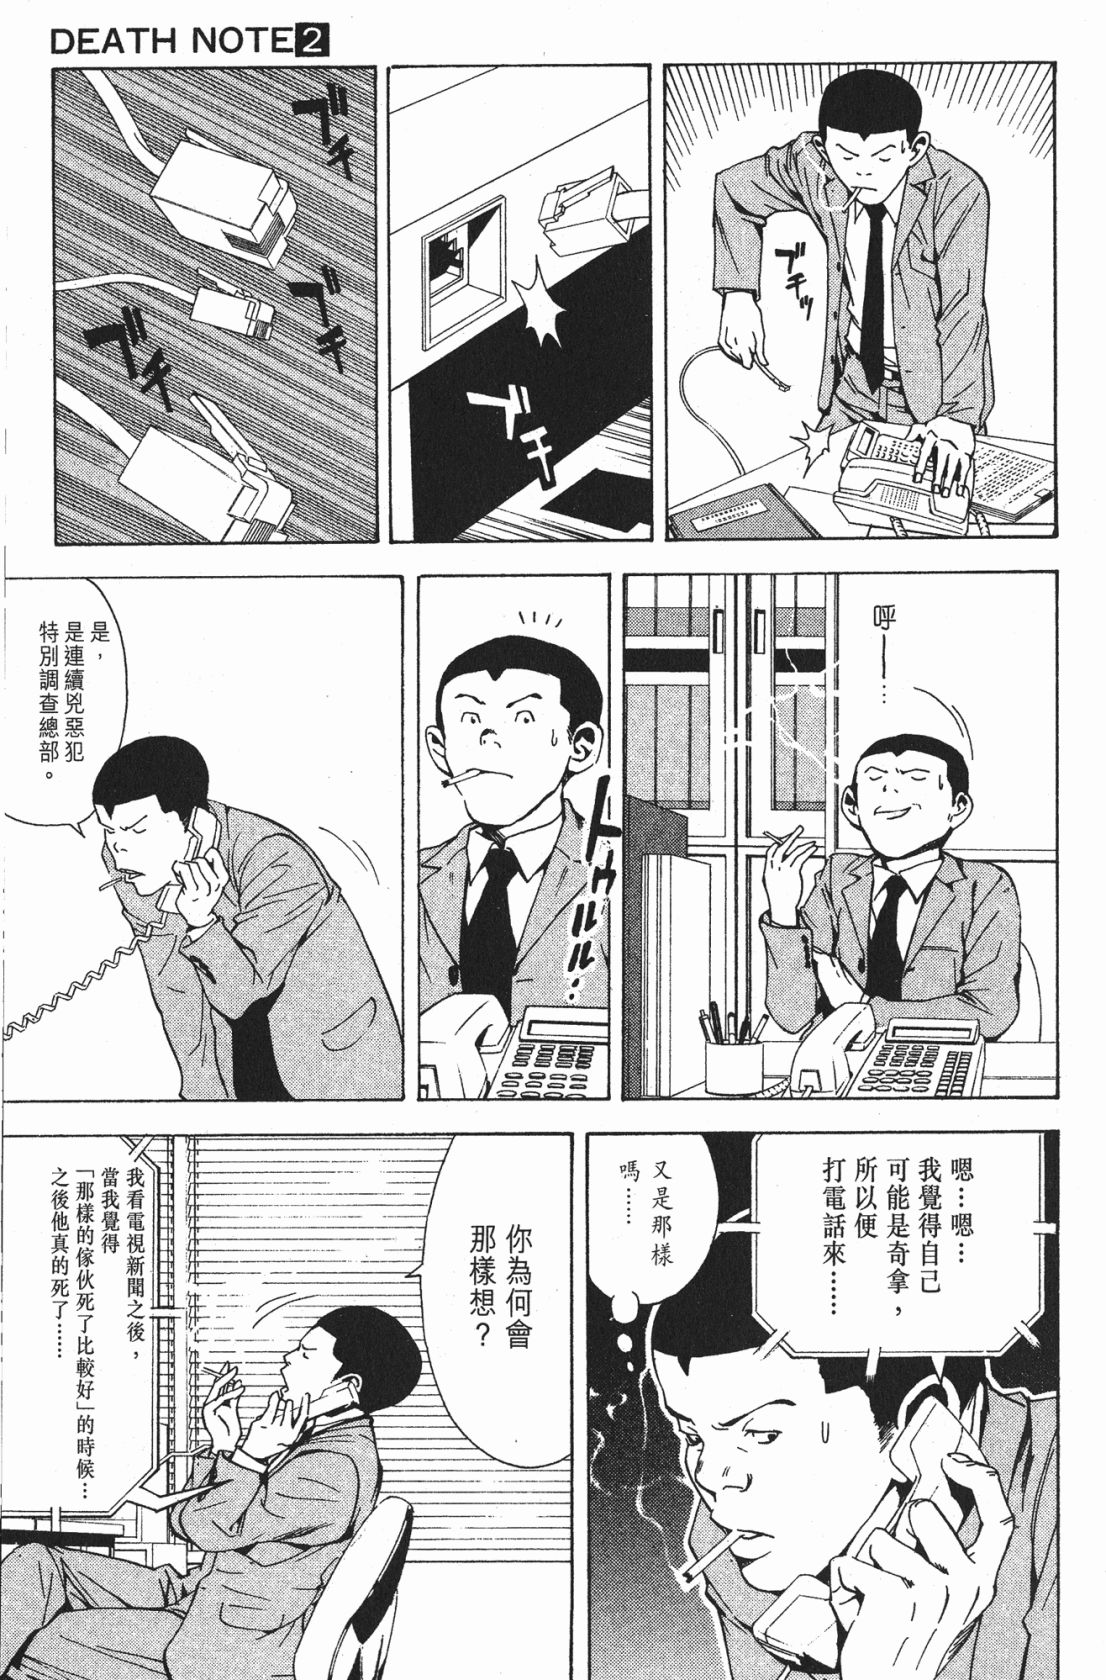 DEATH NOTE 2
ブチッ
ブチ
ブチ
ブチ
ブチ
呼——…
トゥルルル…
是，
是連續兇惡犯
特別調查總部。
嗯…嗯…
我覺得自己
可能是奇拿，
所以便
打電話來……
又是那樣
嗎……
你為何會
那樣想？
我看電視新聞之後，
當我覺得
「那樣的傢伙死了比較好」的時候…
之後他真的死了……